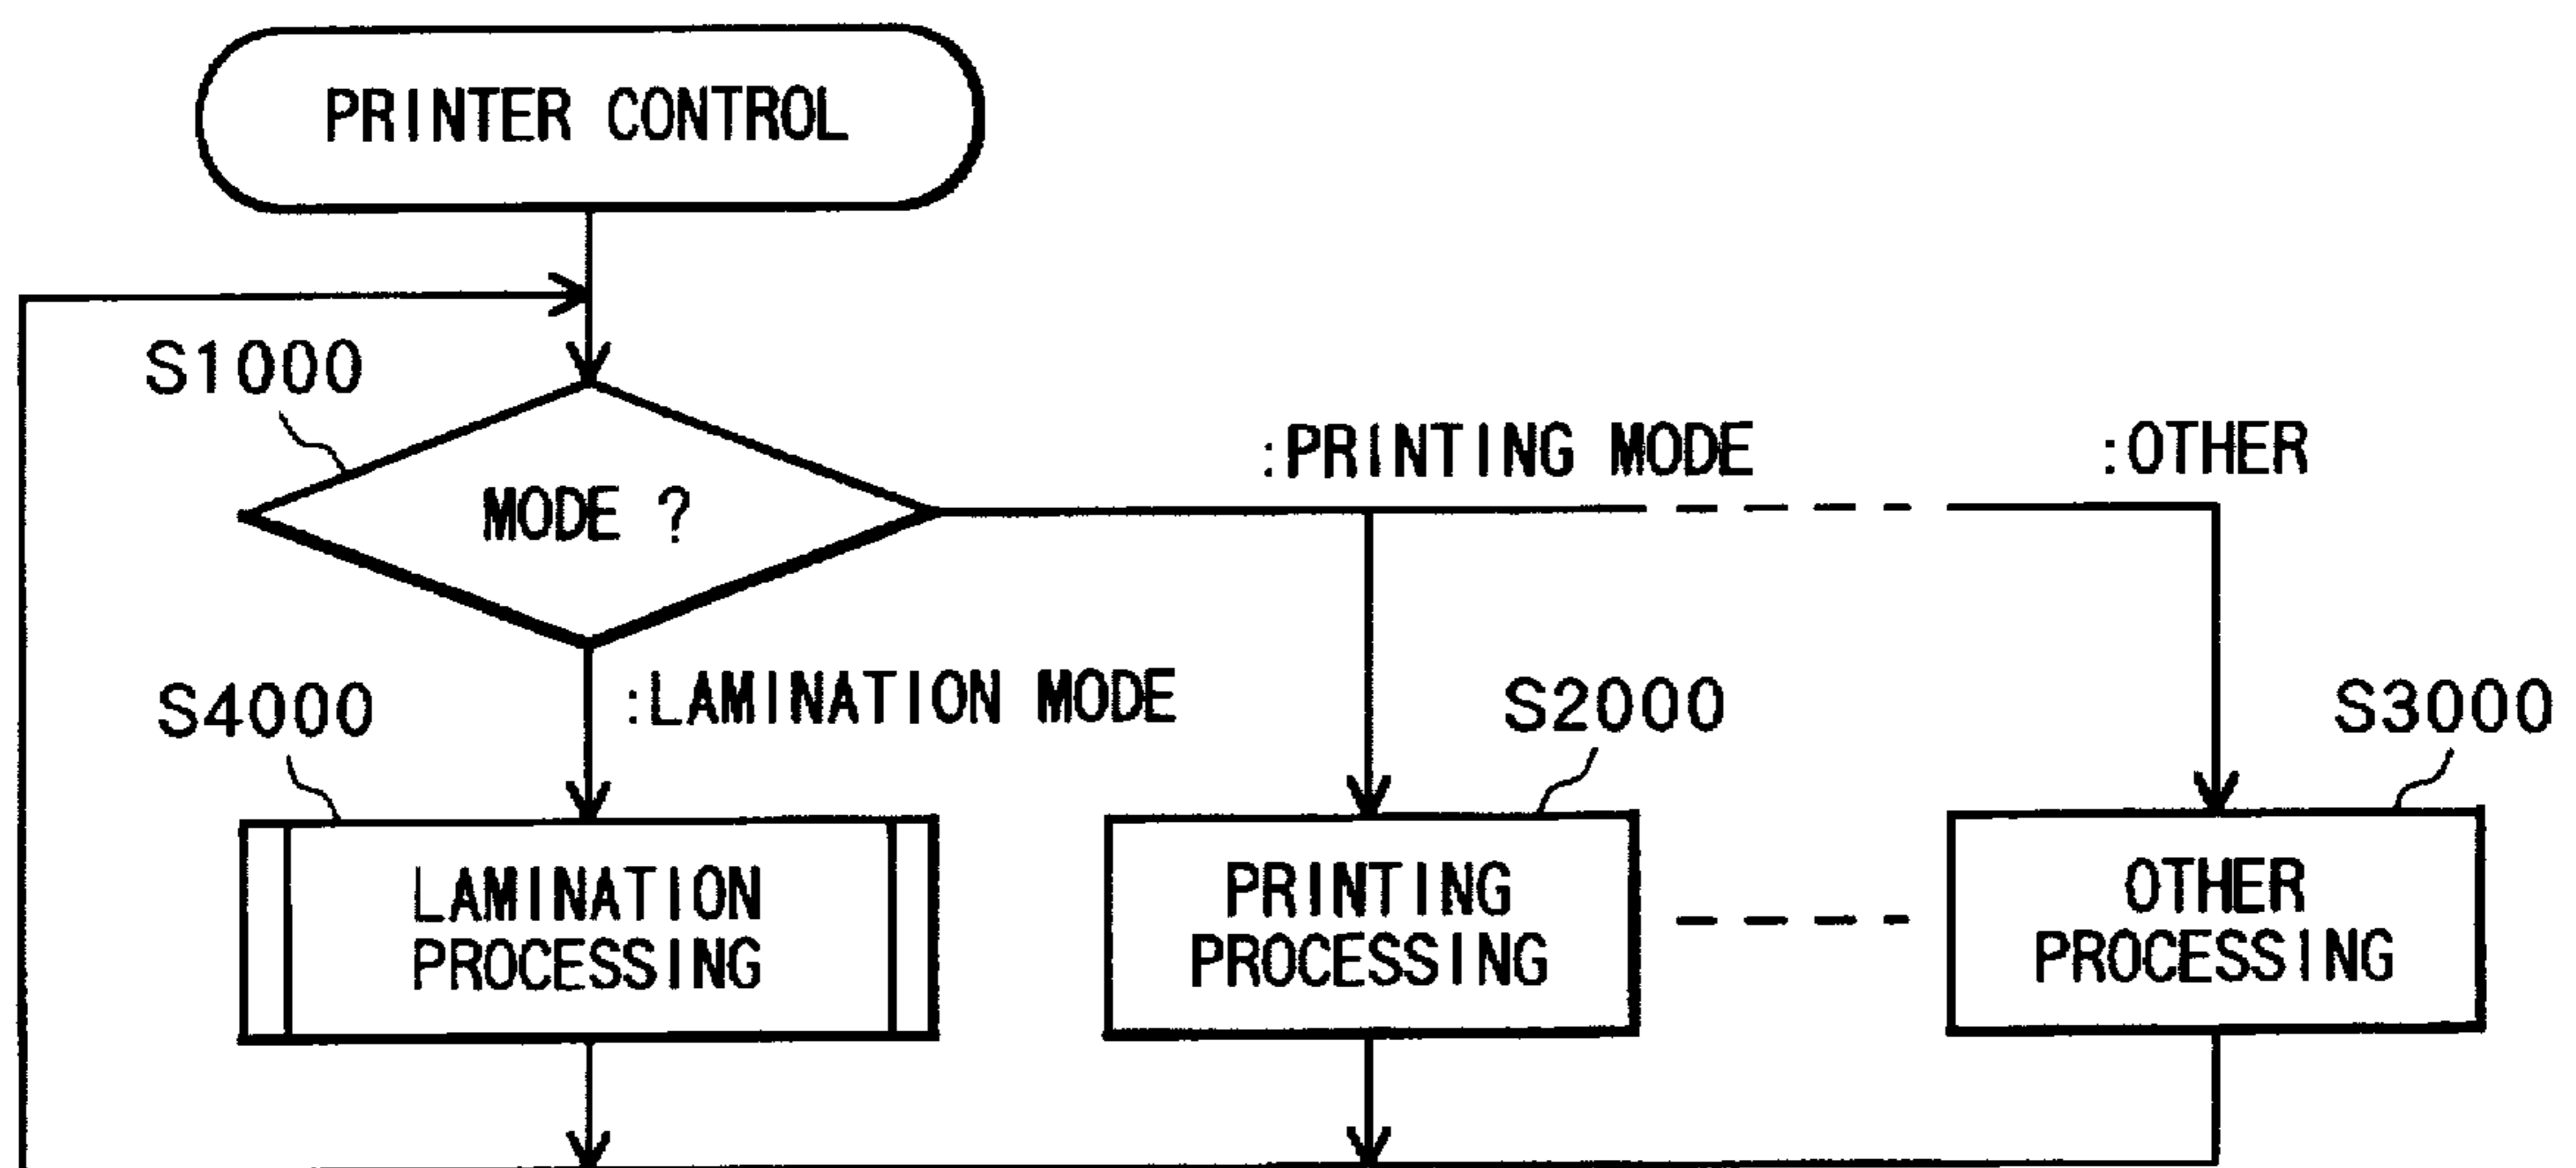 PRINTER CONTROL
S1000
:PRINTING MODE
:OTHER
MODE ?
S4000
:LAMINATION MODE
S2000
S3000
LAMINATION
PROCESSING
PRINTING
PROCESSING
OTHER
PROCESSING